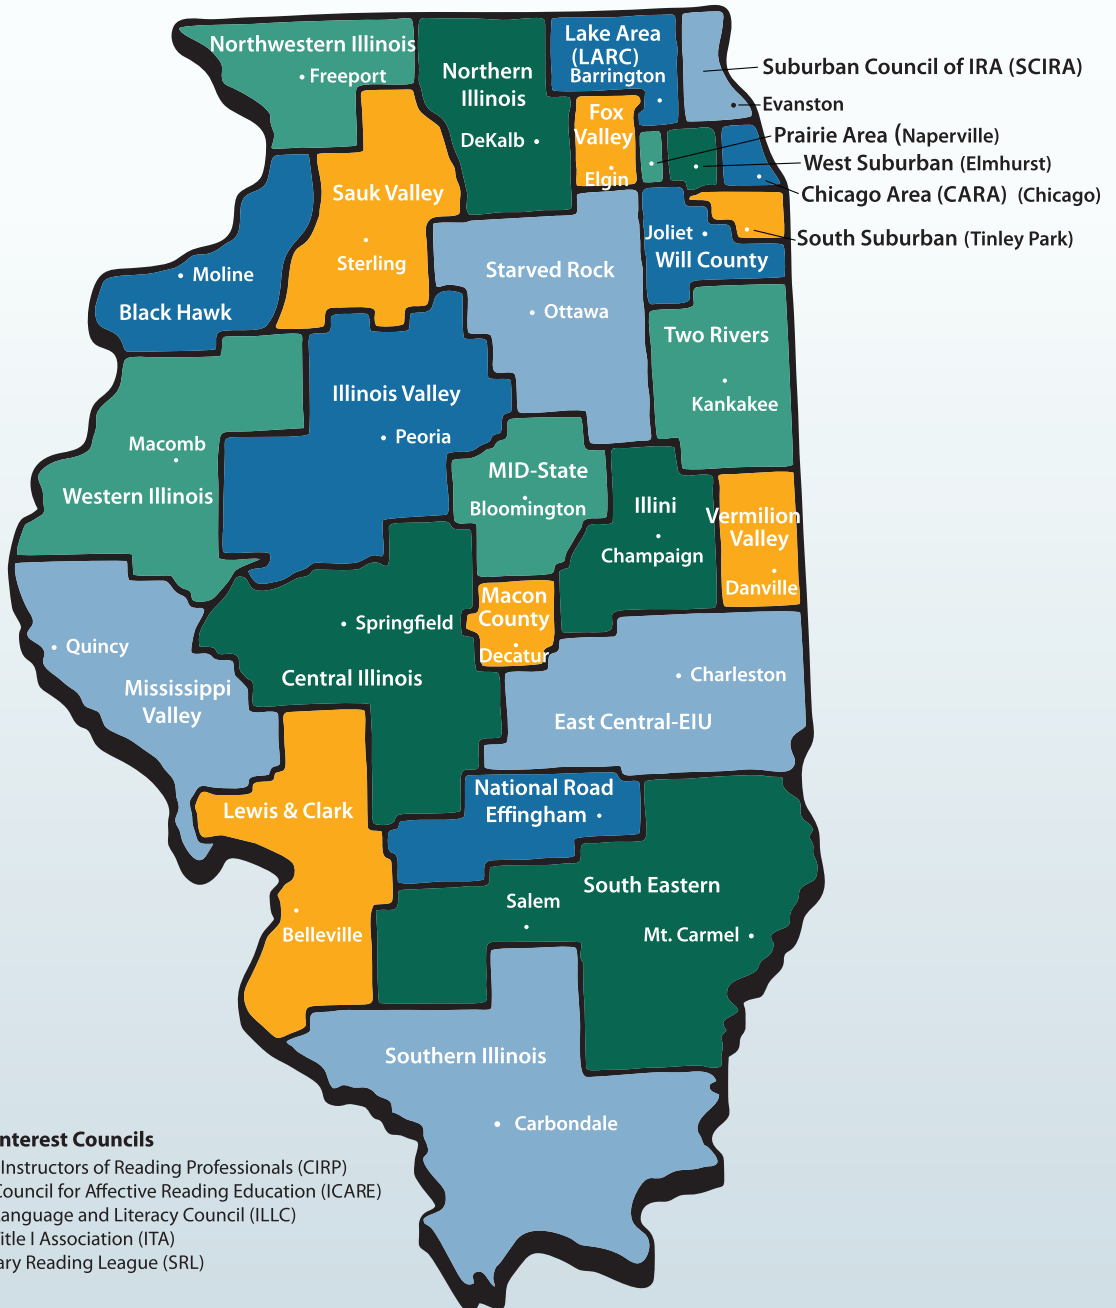 Northwestern Illinois
Freeport
Northern
Illinois
DeKalb
Lake Area
(LARC)
Barrington
Fox
Valley
Elgin
Suburban Council of IRA (SCIRA)
Evanston
Prairie Area (Naperville)
West Suburban (Elmhurst)
Chicago Area (CARA) (Chicago)
South Suburban (Tinley Park)
Sauk Valley
Sterling
Joliet
Will County
Moline
Black Hawk
Starved Rock
Ottawa
Two Rivers
Kankakee
Illinois Valley
Peoria
Macomb
Western Illinois
MID-State
Bloomington
Illini
Champaign
Vermilion
Valley
Danville
Macon
County
Decatur
Springfield
Central Illinois
Quincy
Mississippi
Valley
Charleston
East Central-EIU
Lewis & Clark
Belleville
National Road
Effingham
South Eastern
Salem
Mt. Carmel
Southern Illinois
Carbondale
nterest Councils
Instructors of Reading Professionals (CIRP)
Council for Affective Reading Education (ICARE)
anguage and Literacy Council (ILLC)
itle I Association (ITA)
ary Reading League (SRL)